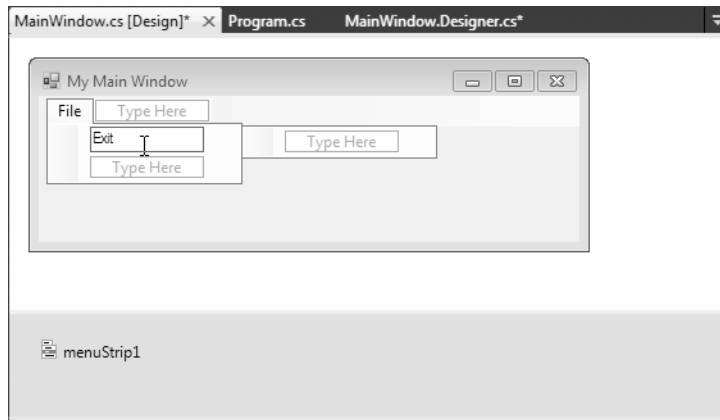 MainWindow.cs [Design]* Program.cs MainWindow.Designer.cs*
My Main Window
File Type Here
Exit Type Here
Type Here
menuStrip1